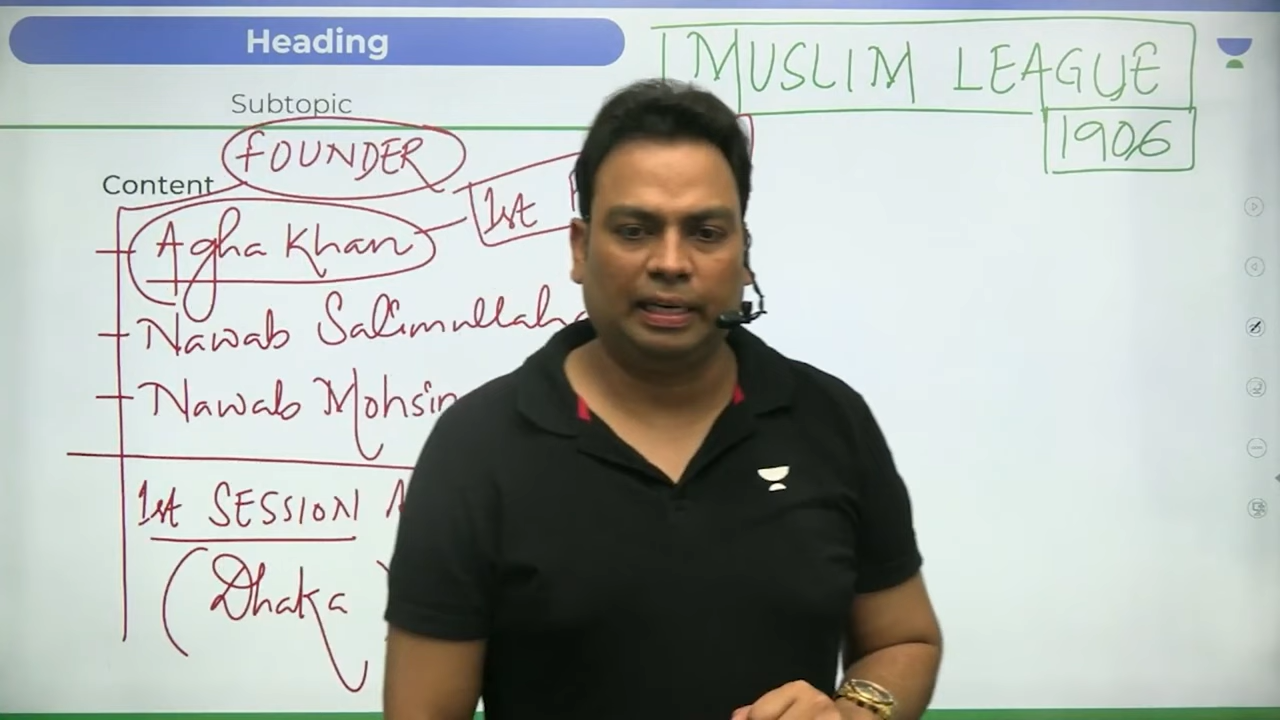 Heading
MUSLIM LEAGUE
1906
Subtopic
FOUNDER
Content
Agha Khan
1st
Nawab Salimullah
Nawab Mohsin
1st SESSION
(Dhaka